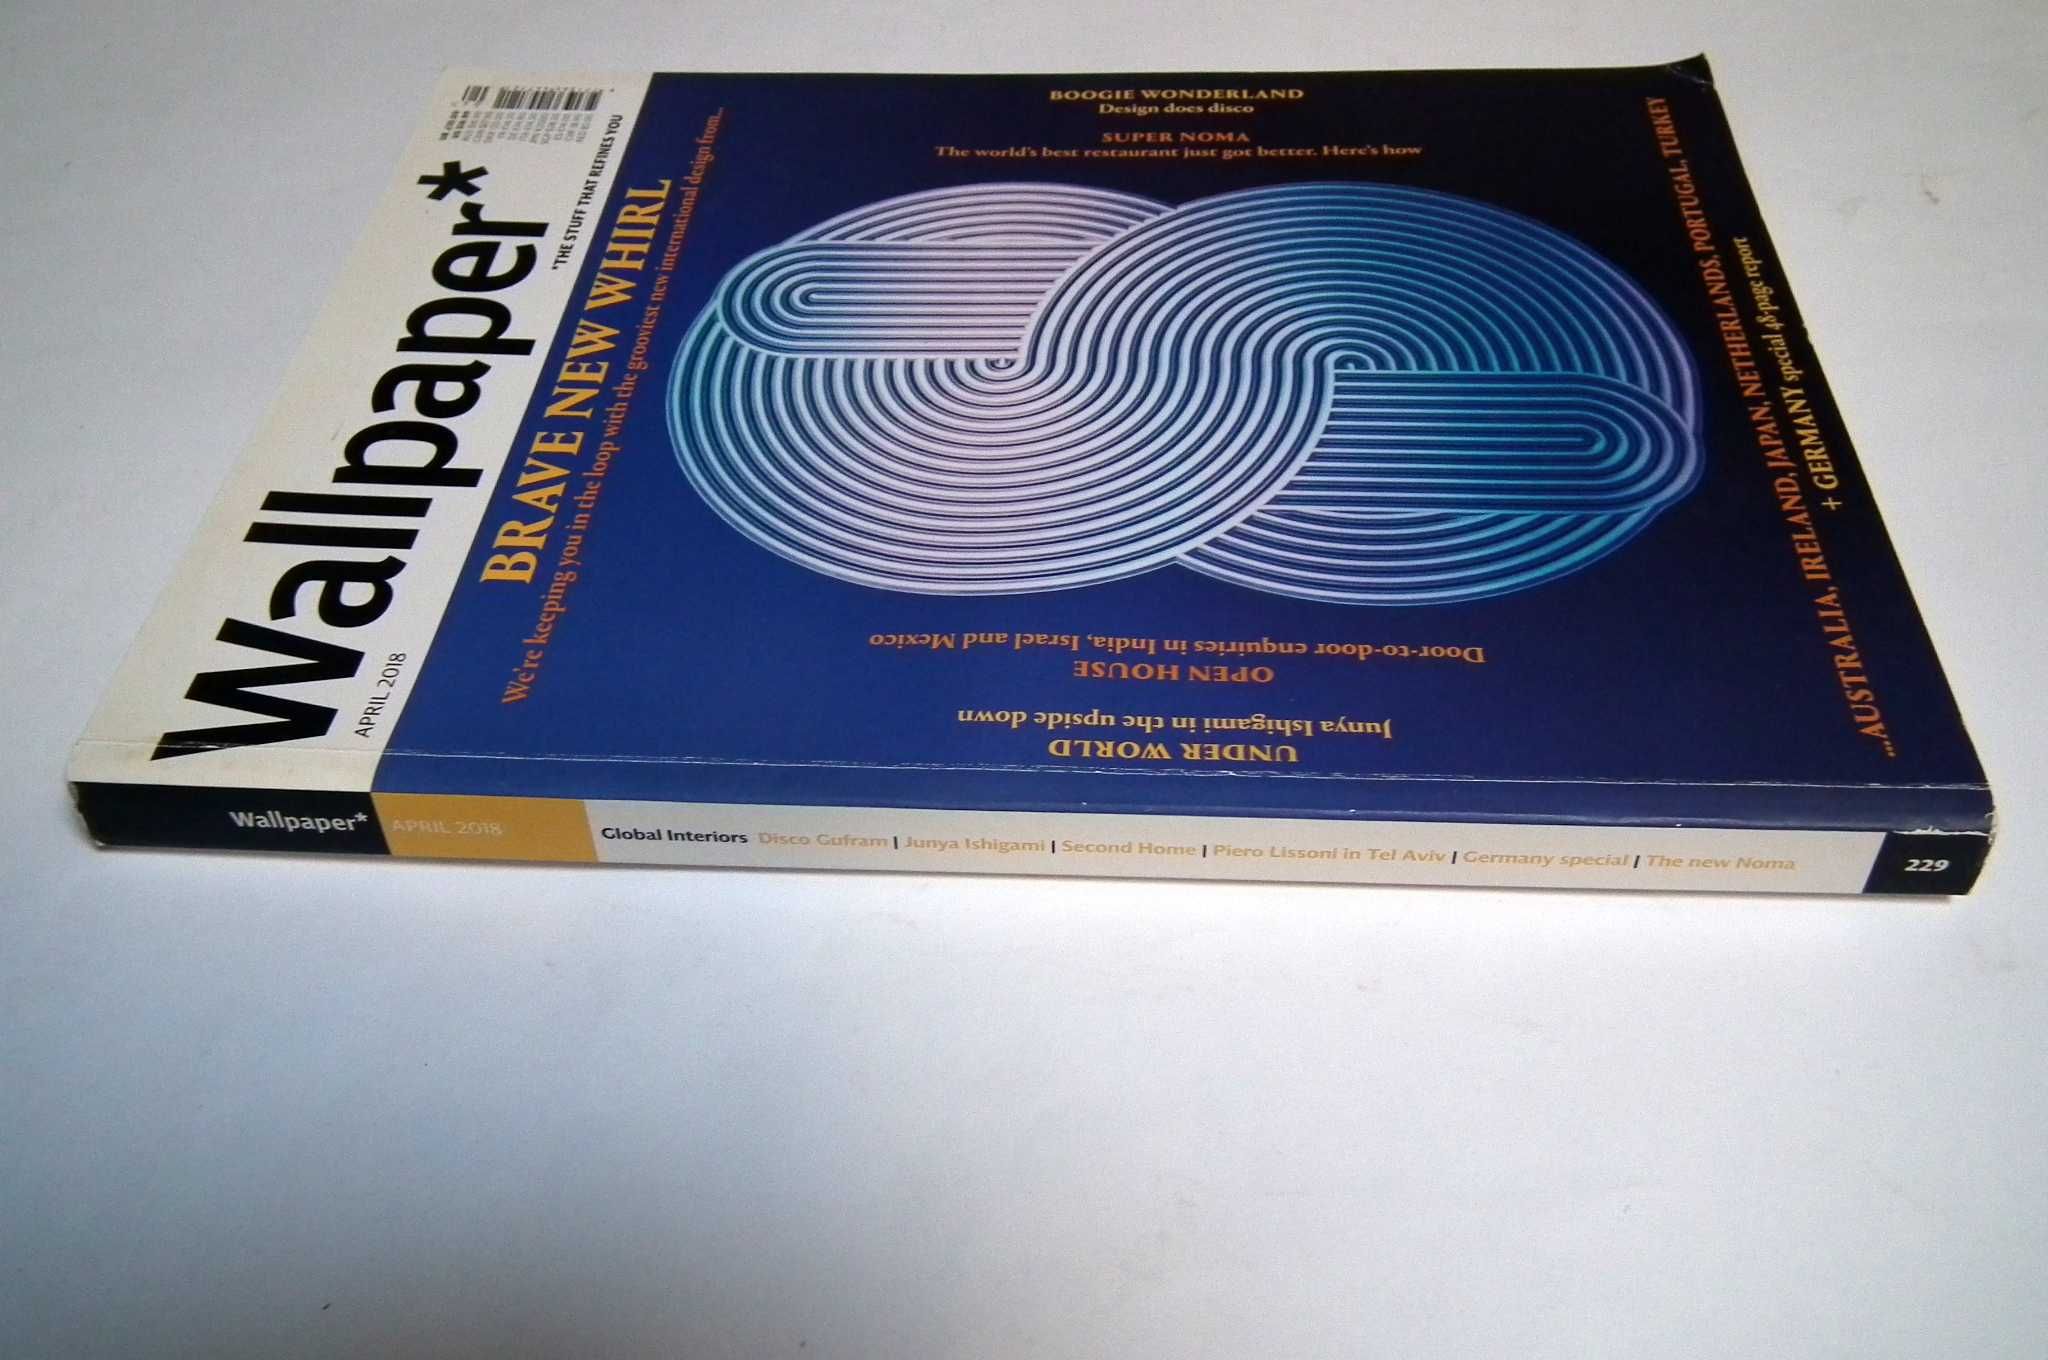 Wallpaper*
*THE STUFF THAT REFINES YOU
APRIL 2018
BRAVE NEW WHIRL
We're keeping you in the loop with the grooviest new international design from...
BOOGIE WONDERLAND
Design does disco
SUPER NOMA
The world's best restaurant just got better. Here's how
...AUSTRALIA, IRELAND, JAPAN, NETHERLANDS, PORTUGAL, TURKEY
+ GERMANY special 48-page report
UNDER WORLD
Junya Ishigami in the upside down
OPEN HOUSE
Door-to-door enquiries in India, Israel and Mexico
Wallpaper* APRIL 2018 Global Interiors Disco Gufram | Junya Ishigami | Second Home | Piero Lissoni in Tel Aviv | Germany special | The new Noma 229